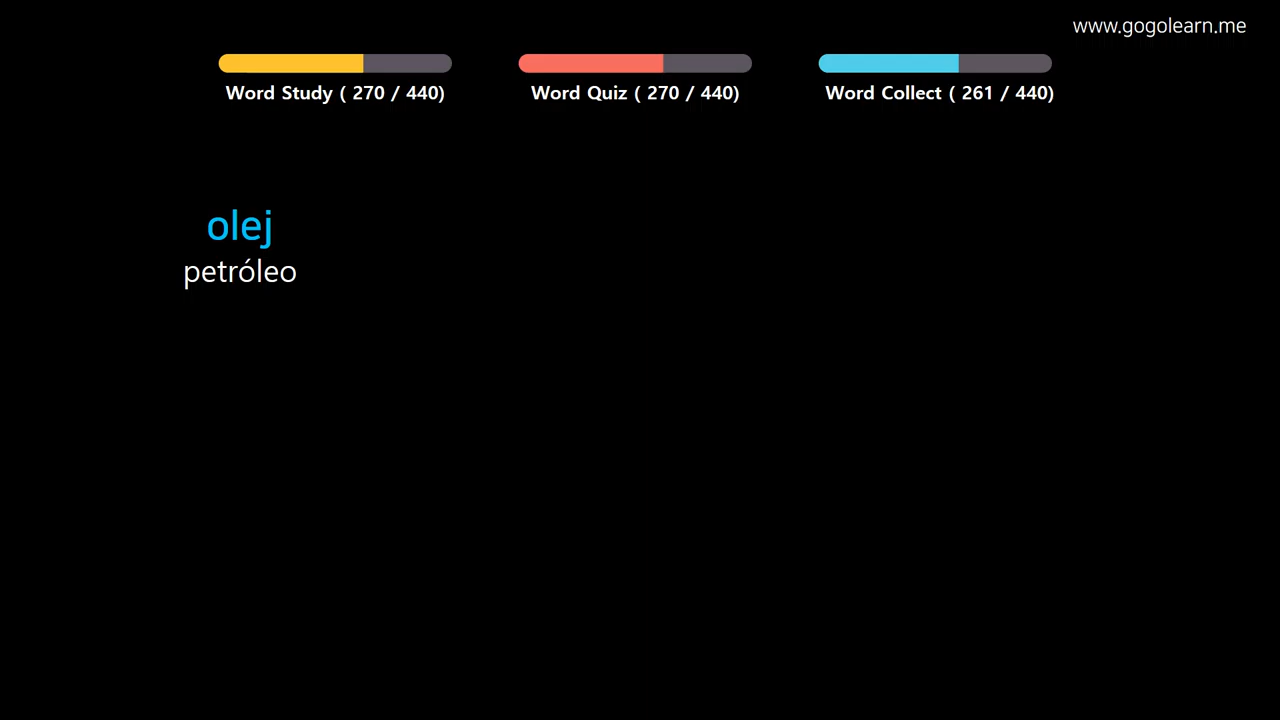 www.gogolearn.me
Word Study ( 270 / 440)
Word Quiz ( 270 / 440)
Word Collect ( 261 / 440)
olej
petróleo